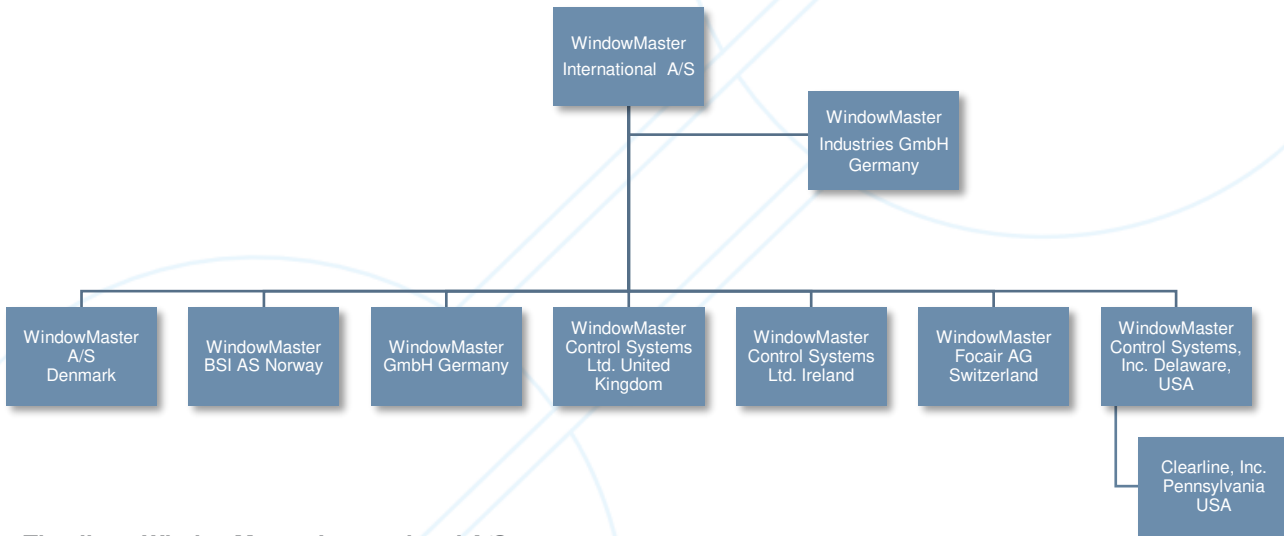 WindowMaster
International A/S
WindowMaster
Industries GmbH
Germany
WindowMaster
A/S
Denmark
WindowMaster
BSI AS Norway
WindowMaster
GmbH Germany
WindowMaster
Control Systems
Ltd. United
Kingdom
WindowMaster
Control Systems
Ltd. Ireland
WindowMaster
Focair AG
Switzerland
WindowMaster
Control Systems,
Inc. Delaware,
USA
Clearline, Inc.
Pennsylvania
USA